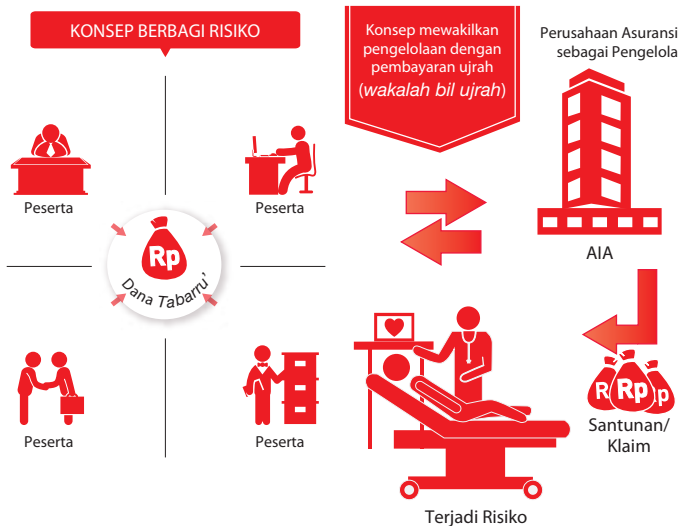 KONSEP BERBAGI RISIKO
Peserta
Peserta
Rp
Dana Tabarru'
Peserta
Peserta
Konsep mewakilkan
pengelolaan dengan
pembayaran ujrah
(wakalah bil ujrah)
Perusahaan Asuransi
sebagai Pengelola
AIA
R Rp p
Santunan/
Klaim
Terjadi Risiko